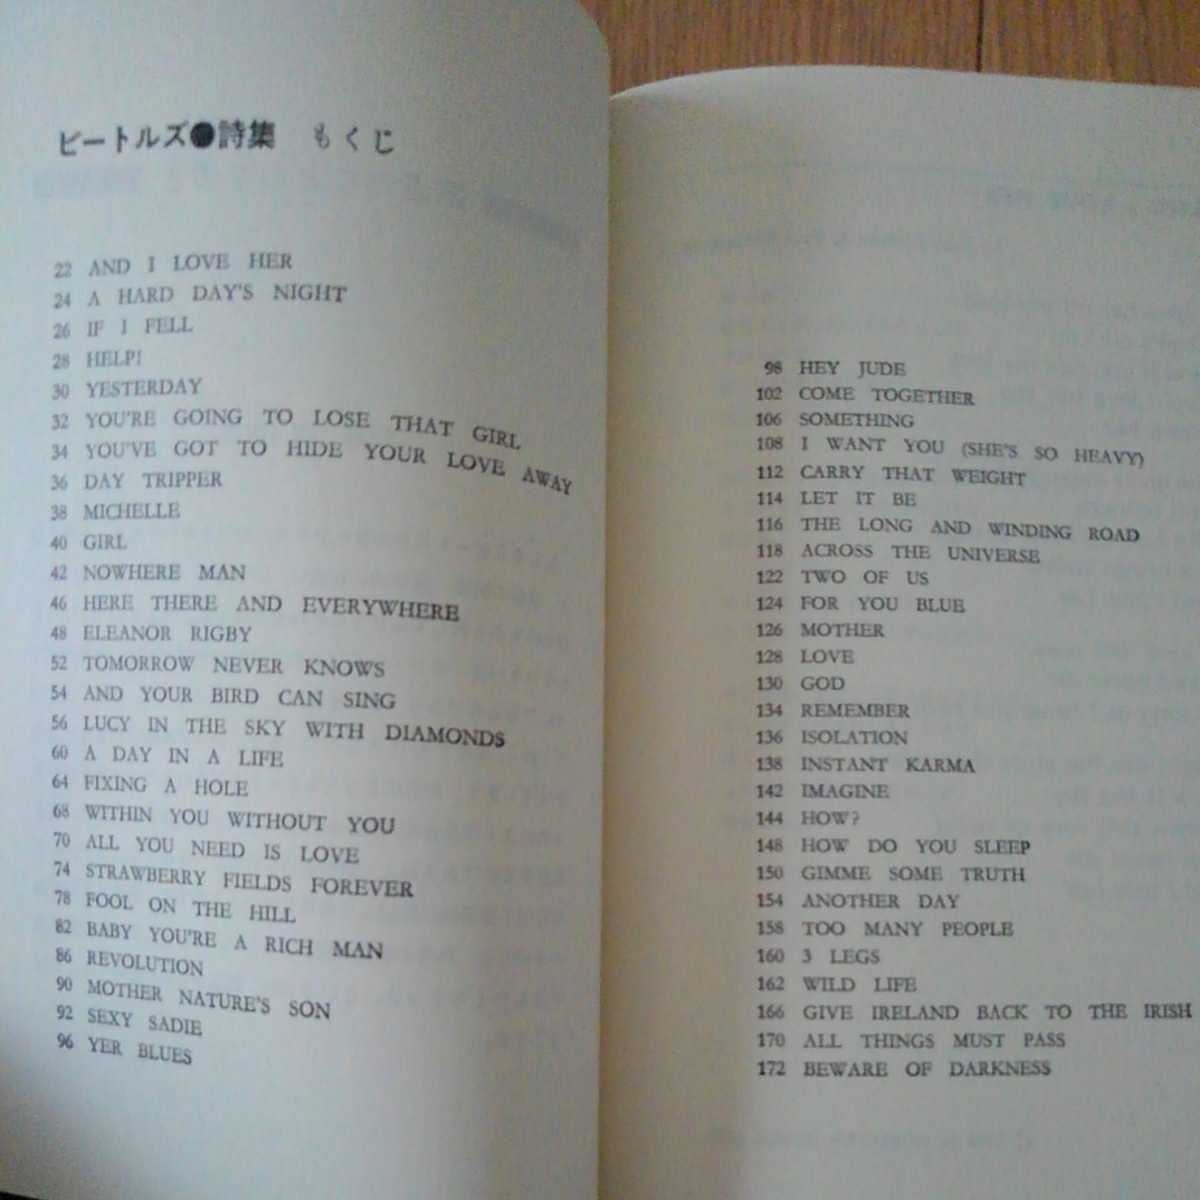 ビートルズ●詩集 もくじ
22 AND I LOVE HER
24 A HARD DAY'S NIGHT
26 IF I FELL
28 HELP!
30 YESTERDAY
32 YOU'RE GOING TO LOSE THAT GIRL
34 YOU'VE GOT TO HIDE YOUR LOVE AWAY
36 DAY TRIPPER
38 MICHELLE
40 GIRL
42 NOWHERE MAN
46 HERE THERE AND EVERYWHERE
48 ELEANOR RIGBY
52 TOMORROW NEVER KNOWS
54 AND YOUR BIRD CAN SING
56 LUCY IN THE SKY WITH DIAMONDS
60 A DAY IN A LIFE
64 FIXING A HOLE
68 WITHIN YOU WITHOUT YOU
70 ALL YOU NEED IS LOVE
74 STRAWBERRY FIELDS FOREVER
78 FOOL ON THE HILL
82 BABY YOU'RE A RICH MAN
86 REVOLUTION
90 MOTHER NATURE'S SON
92 SEXY SADIE
96 YER BLUES
98 HEY JUDE
102 COME TOGETHER
106 SOMETHING
108 I WANT YOU (SHE'S SO HEAVY)
112 CARRY THAT WEIGHT
114 LET IT BE
116 THE LONG AND WINDING ROAD
118 ACROSS THE UNIVERSE
122 TWO OF US
124 FOR YOU BLUE
126 MOTHER
128 LOVE
130 GOD
134 REMEMBER
136 ISOLATION
138 INSTANT KARMA
142 IMAGINE
144 HOW?
148 HOW DO YOU SLEEP
150 GIMME SOME TRUTH
154 ANOTHER DAY
158 TOO MANY PEOPLE
160 3 LEGS
162 WILD LIFE
166 GIVE IRELAND BACK TO THE IRISH
170 ALL THINGS MUST PASS
172 BEWARE OF DARKNESS